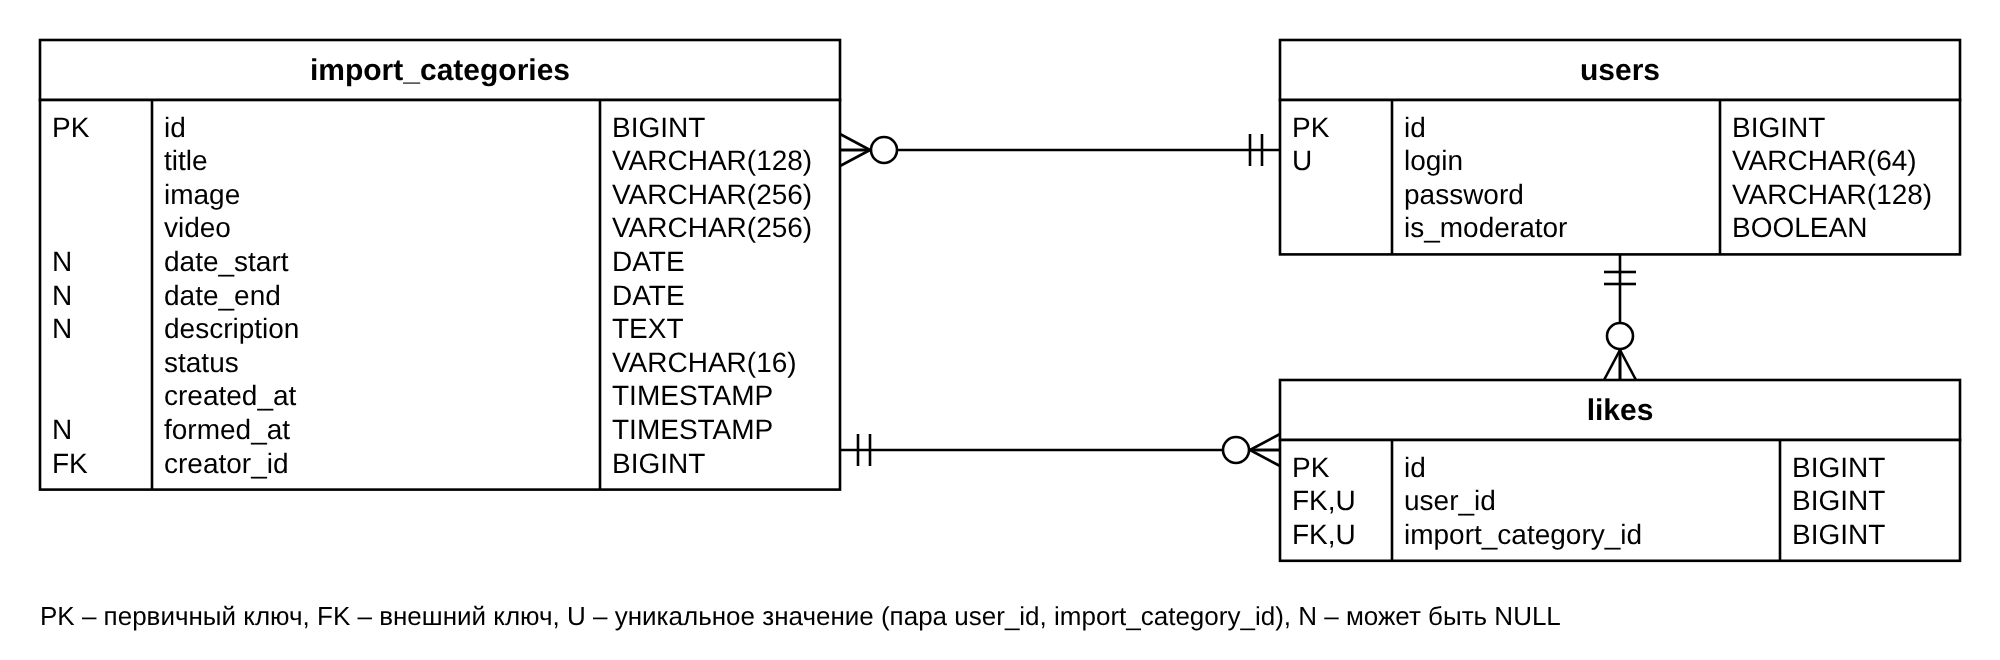 import_categories
PK id BIGINT
title VARCHAR(128)
image VARCHAR(256)
video VARCHAR(256)
N date_start DATE
N date_end DATE
N description TEXT
status VARCHAR(16)
created_at TIMESTAMP
N formed_at TIMESTAMP
FK creator_id BIGINT
users
PK id BIGINT
U login VARCHAR(64)
password VARCHAR(128)
is_moderator BOOLEAN
likes
PK id BIGINT
FK,U user_id BIGINT
FK,U import_category_id BIGINT
PK – первичный ключ, FK – внешний ключ, U – уникальное значение (пара user_id, import_category_id), N – может быть NULL